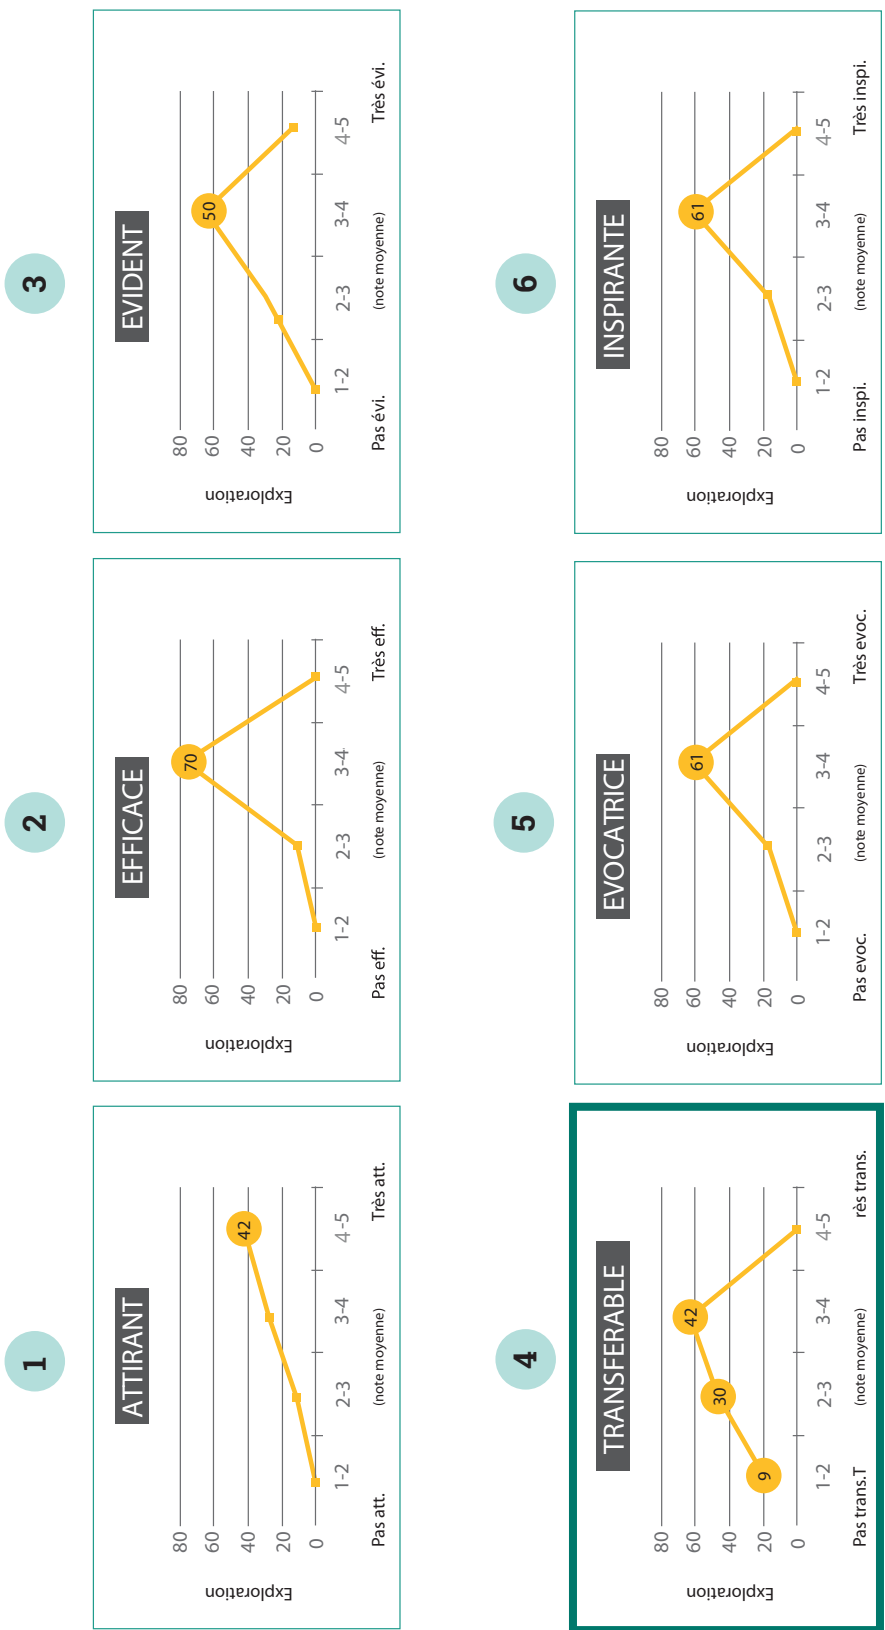 1
ATTIRANT
Exploration
80
60
40
20
0
42
1-2
2-3
3-4
4-5
(note moyenne)
Pas att.
Très att.
2
EFFICACE
Exploration
80
60
40
20
0
70
1-2
2-3
3-4
4-5
(note moyenne)
Pas eff.
Très eff.
3
EVIDENT
Exploration
80
60
40
20
0
50
1-2
2-3
3-4
4-5
(note moyenne)
Pas évi.
Très évi.
4
TRANSFERABLE
Exploration
80
60
40
20
0
9
30
42
1-2
2-3
3-4
4-5
(note moyenne)
Pas trans.T
rès trans.
5
EVOCATRICE
Exploration
80
60
40
20
0
61
1-2
2-3
3-4
4-5
(note moyenne)
Pas evoc.
Très evoc.
6
INSPIRANTE
Exploration
80
60
40
20
0
61
1-2
2-3
3-4
4-5
(note moyenne)
Pas inspi.
Très inspi.